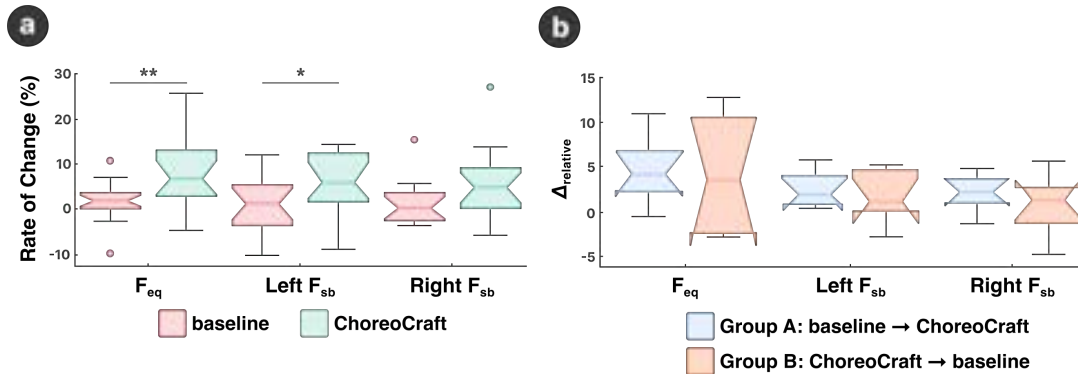 a
b
Rate of Change (%)
30
20
10
0
-10
**
*
F_eq
Left F_sb
Right F_sb
baseline
ChoreoCraft
Δ_relative
15
10
5
0
-5
F_eq
Left F_sb
Right F_sb
Group A: baseline → ChoreoCraft
Group B: ChoreoCraft → baseline